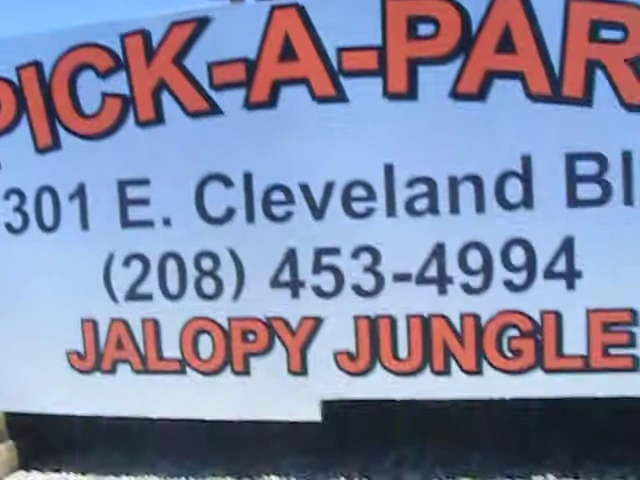 PICK-A-PAR
301 E. Cleveland Bl
(208) 453-4994
JALOPY JUNGLE